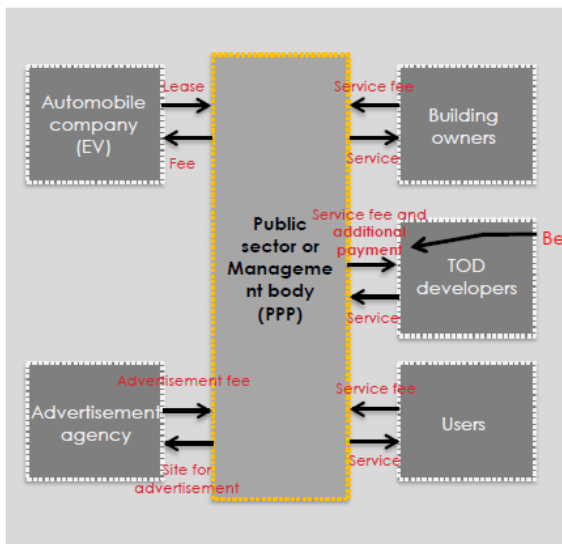 Automobile
company
(EV)
Lease
Fee
Public
sector or
Manageme
nt body
(PPP)
Service fee
Service
Building
owners
Service fee and
additional
payment
Service
TOD
developers
Be
Advertisement fee
Advertisement
agency
Site for
advertisement
Service fee
Service
Users